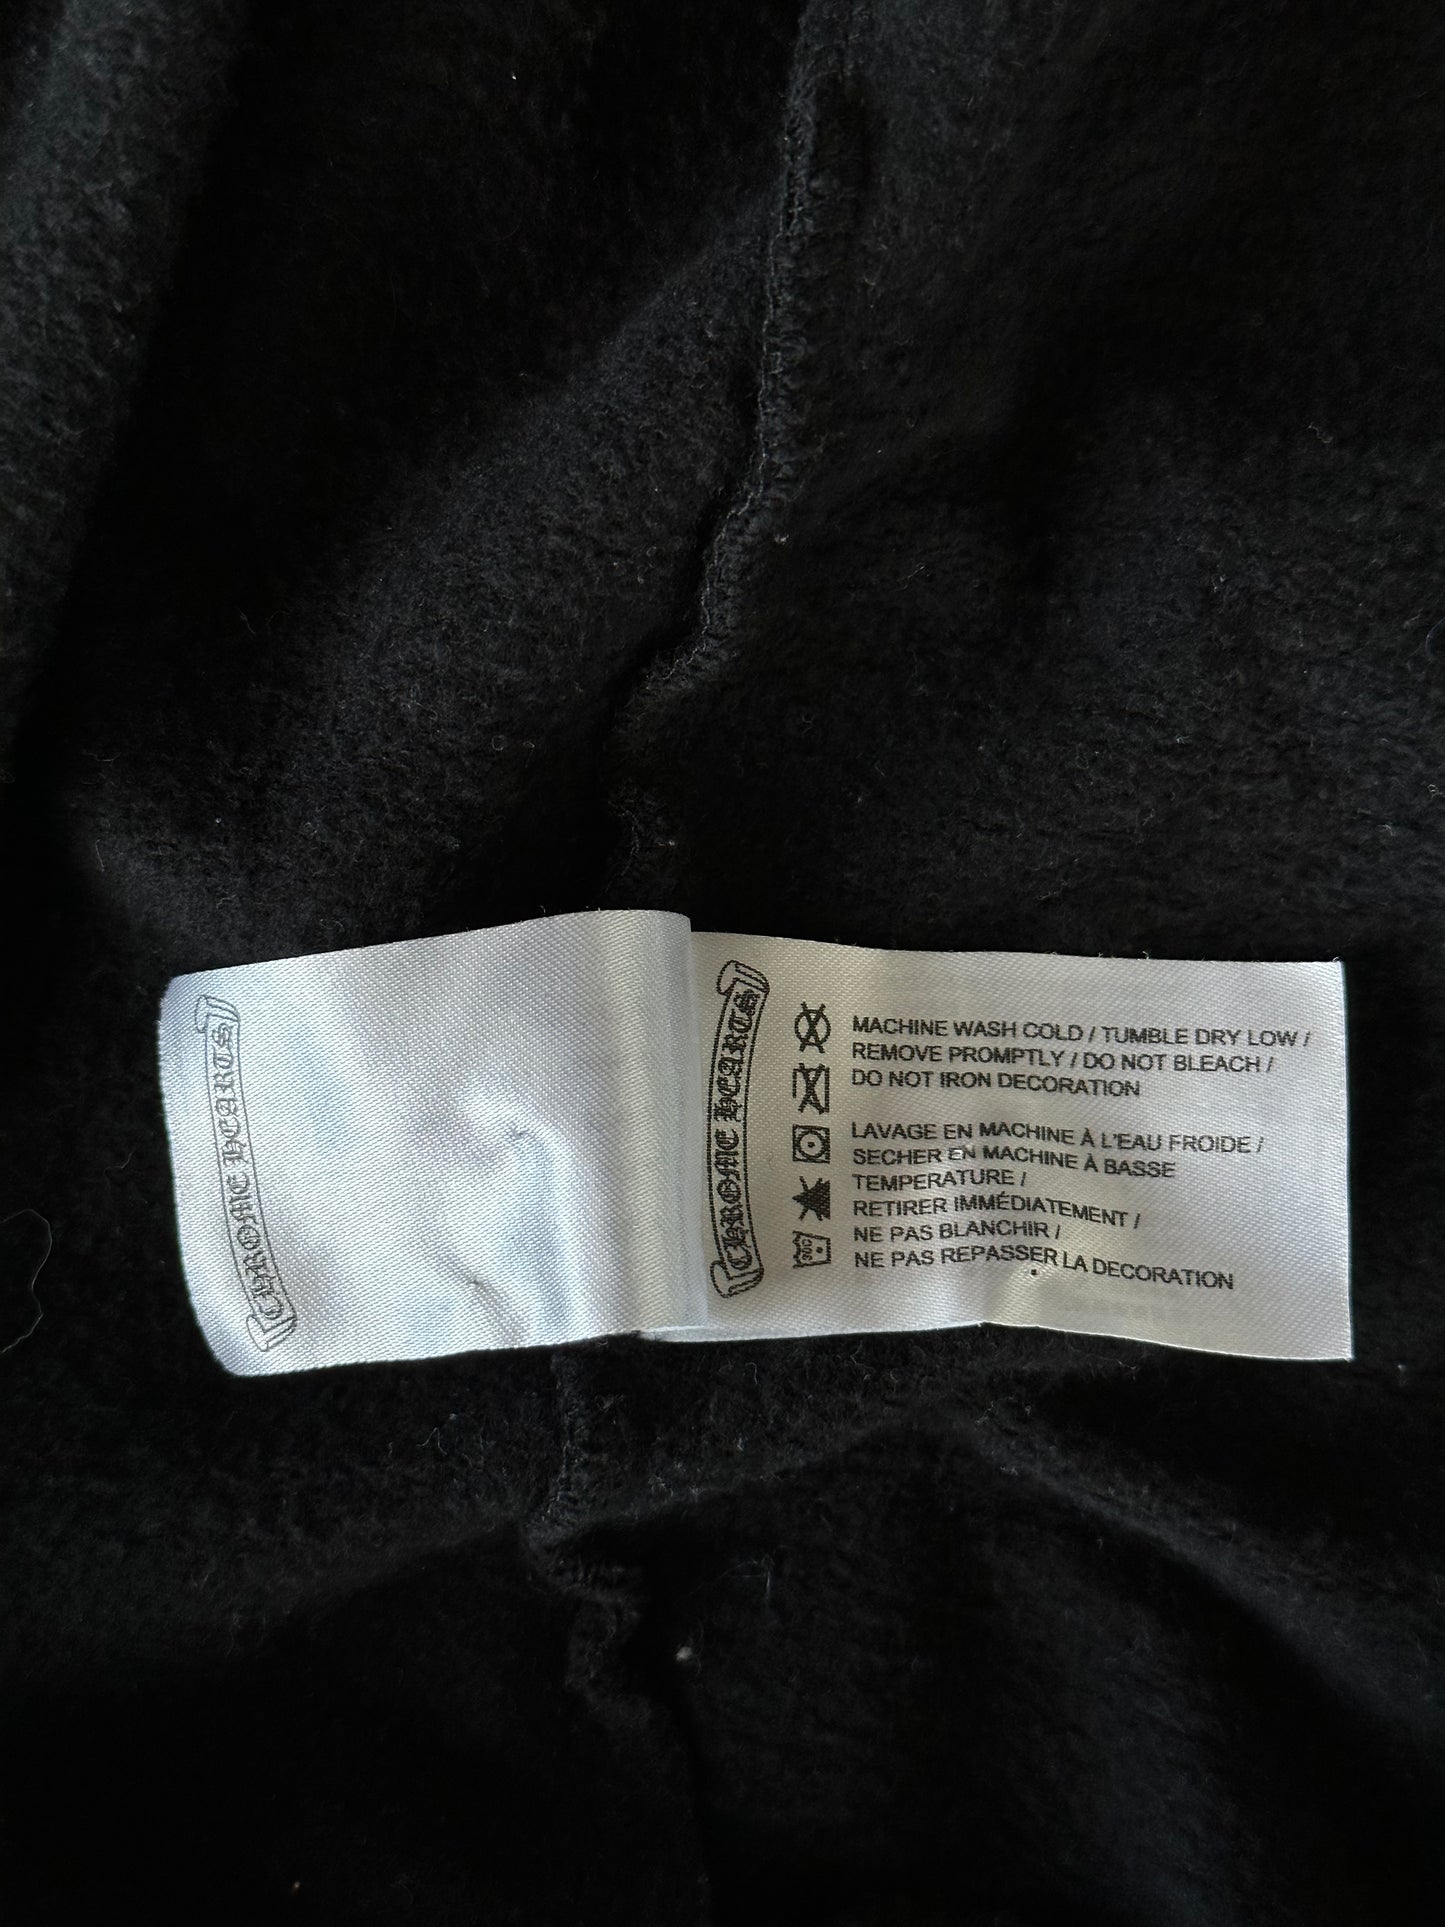 CHROME HEARTS
CHROME HEARTS
MACHINE WASH COLD / TUMBLE DRY LOW /
REMOVE PROMPTLY / DO NOT BLEACH /
DO NOT IRON DECORATION
LAVAGE EN MACHINE À L'EAU FROIDE /
SECHER EN MACHINE À BASSE
TEMPERATURE /
RETIRER IMMÉDIATEMENT /
NE PAS BLANCHIR /
NE PAS REPASSER LA DECORATION
30C